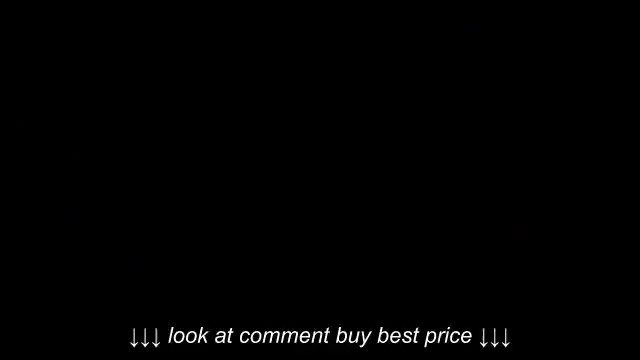 ↓↓↓ look at comment buy best price ↓↓↓